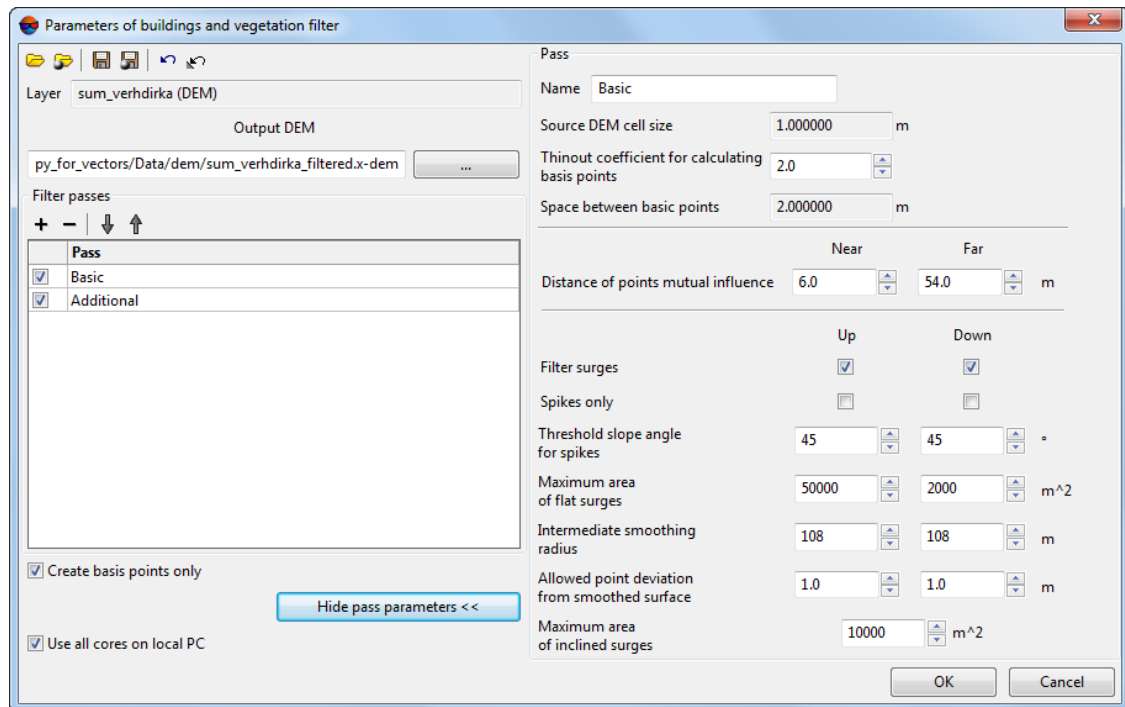 Parameters of buildings and vegetation filter
Layer sum_verhdirka (DEM)
Output DEM
py_for_vectors/Data/dem/sum_verhdirka_filtered.x-dem ...
Filter passes
Pass
Basic
Additional
Create basis points only
Hide pass parameters <<
Use all cores on local PC
Pass
Name Basic
Source DEM cell size 1.000000 m
Thinout coefficient for calculating
basis points 2.0
Space between basic points 2.000000 m
Near Far
Distance of points mutual influence 6.0 54.0 m
Up Down
Filter surges
Spikes only
Threshold slope angle
for spikes 45 45 °
Maximum area
of flat surges 50000 2000 m^2
Intermediate smoothing
radius 108 108 m
Allowed point deviation
from smoothed surface 1.0 1.0 m
Maximum area
of inclined surges 10000 m^2
OK Cancel